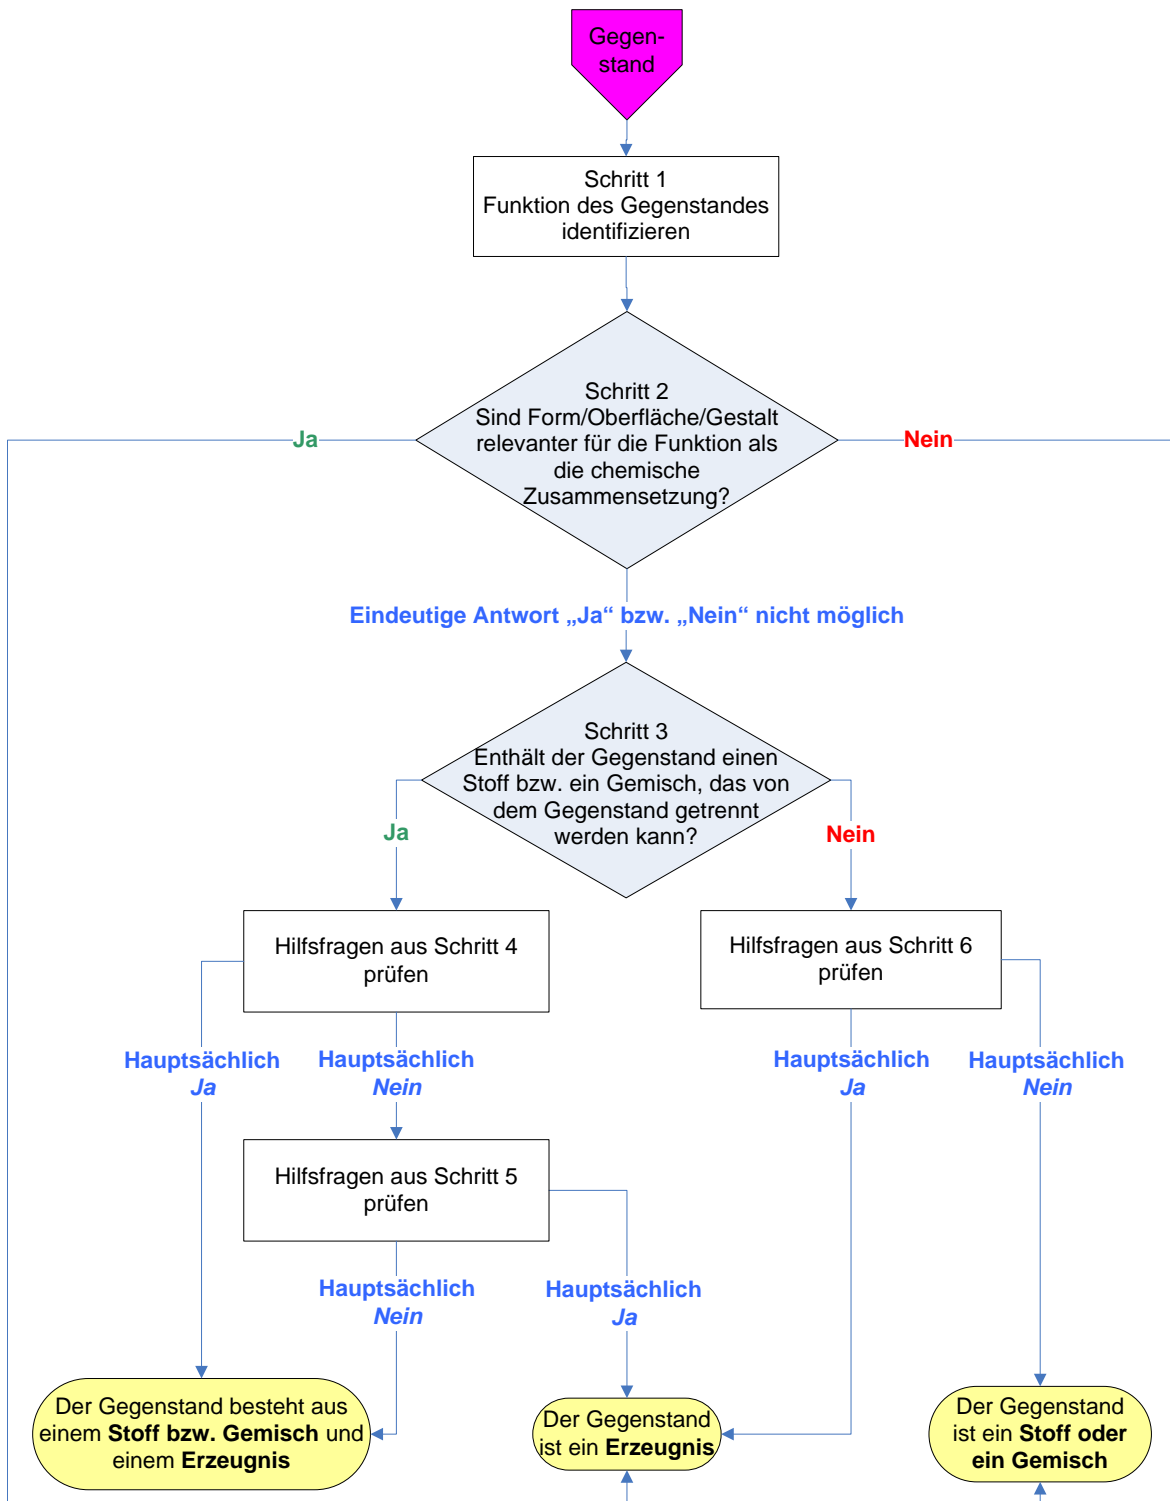 Gegen-
stand
Schritt 1
Funktion des Gegenstandes
identifizieren
Schritt 2
Sind Form/Oberfläche/Gestalt
relevanter für die Funktion als
die chemische
Zusammensetzung?
Ja
Nein
Eindeutige Antwort „Ja“ bzw. „Nein“ nicht möglich
Schritt 3
Enthält der Gegenstand einen
Stoff bzw. ein Gemisch, das von
dem Gegenstand getrennt
werden kann?
Ja
Nein
Hilfsfragen aus Schritt 4
prüfen
Hilfsfragen aus Schritt 6
prüfen
Hauptsächlich
Ja
Hauptsächlich
Nein
Hauptsächlich
Ja
Hauptsächlich
Nein
Hilfsfragen aus Schritt 5
prüfen
Hauptsächlich
Nein
Hauptsächlich
Ja
Der Gegenstand besteht aus
einem Stoff bzw. Gemisch und
einem Erzeugnis
Der Gegenstand
ist ein Erzeugnis
Der Gegenstand
ist ein Stoff oder
ein Gemisch